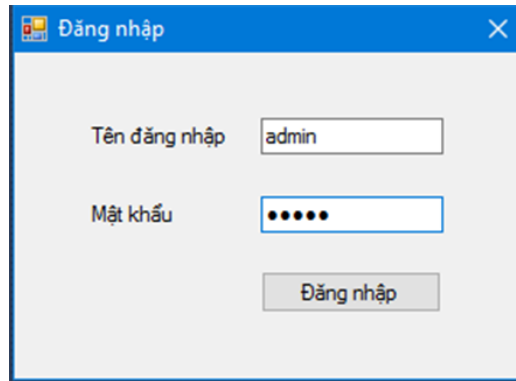 Đăng nhập
Tên đăng nhập admin
Mật khẩu •••••
Đăng nhập